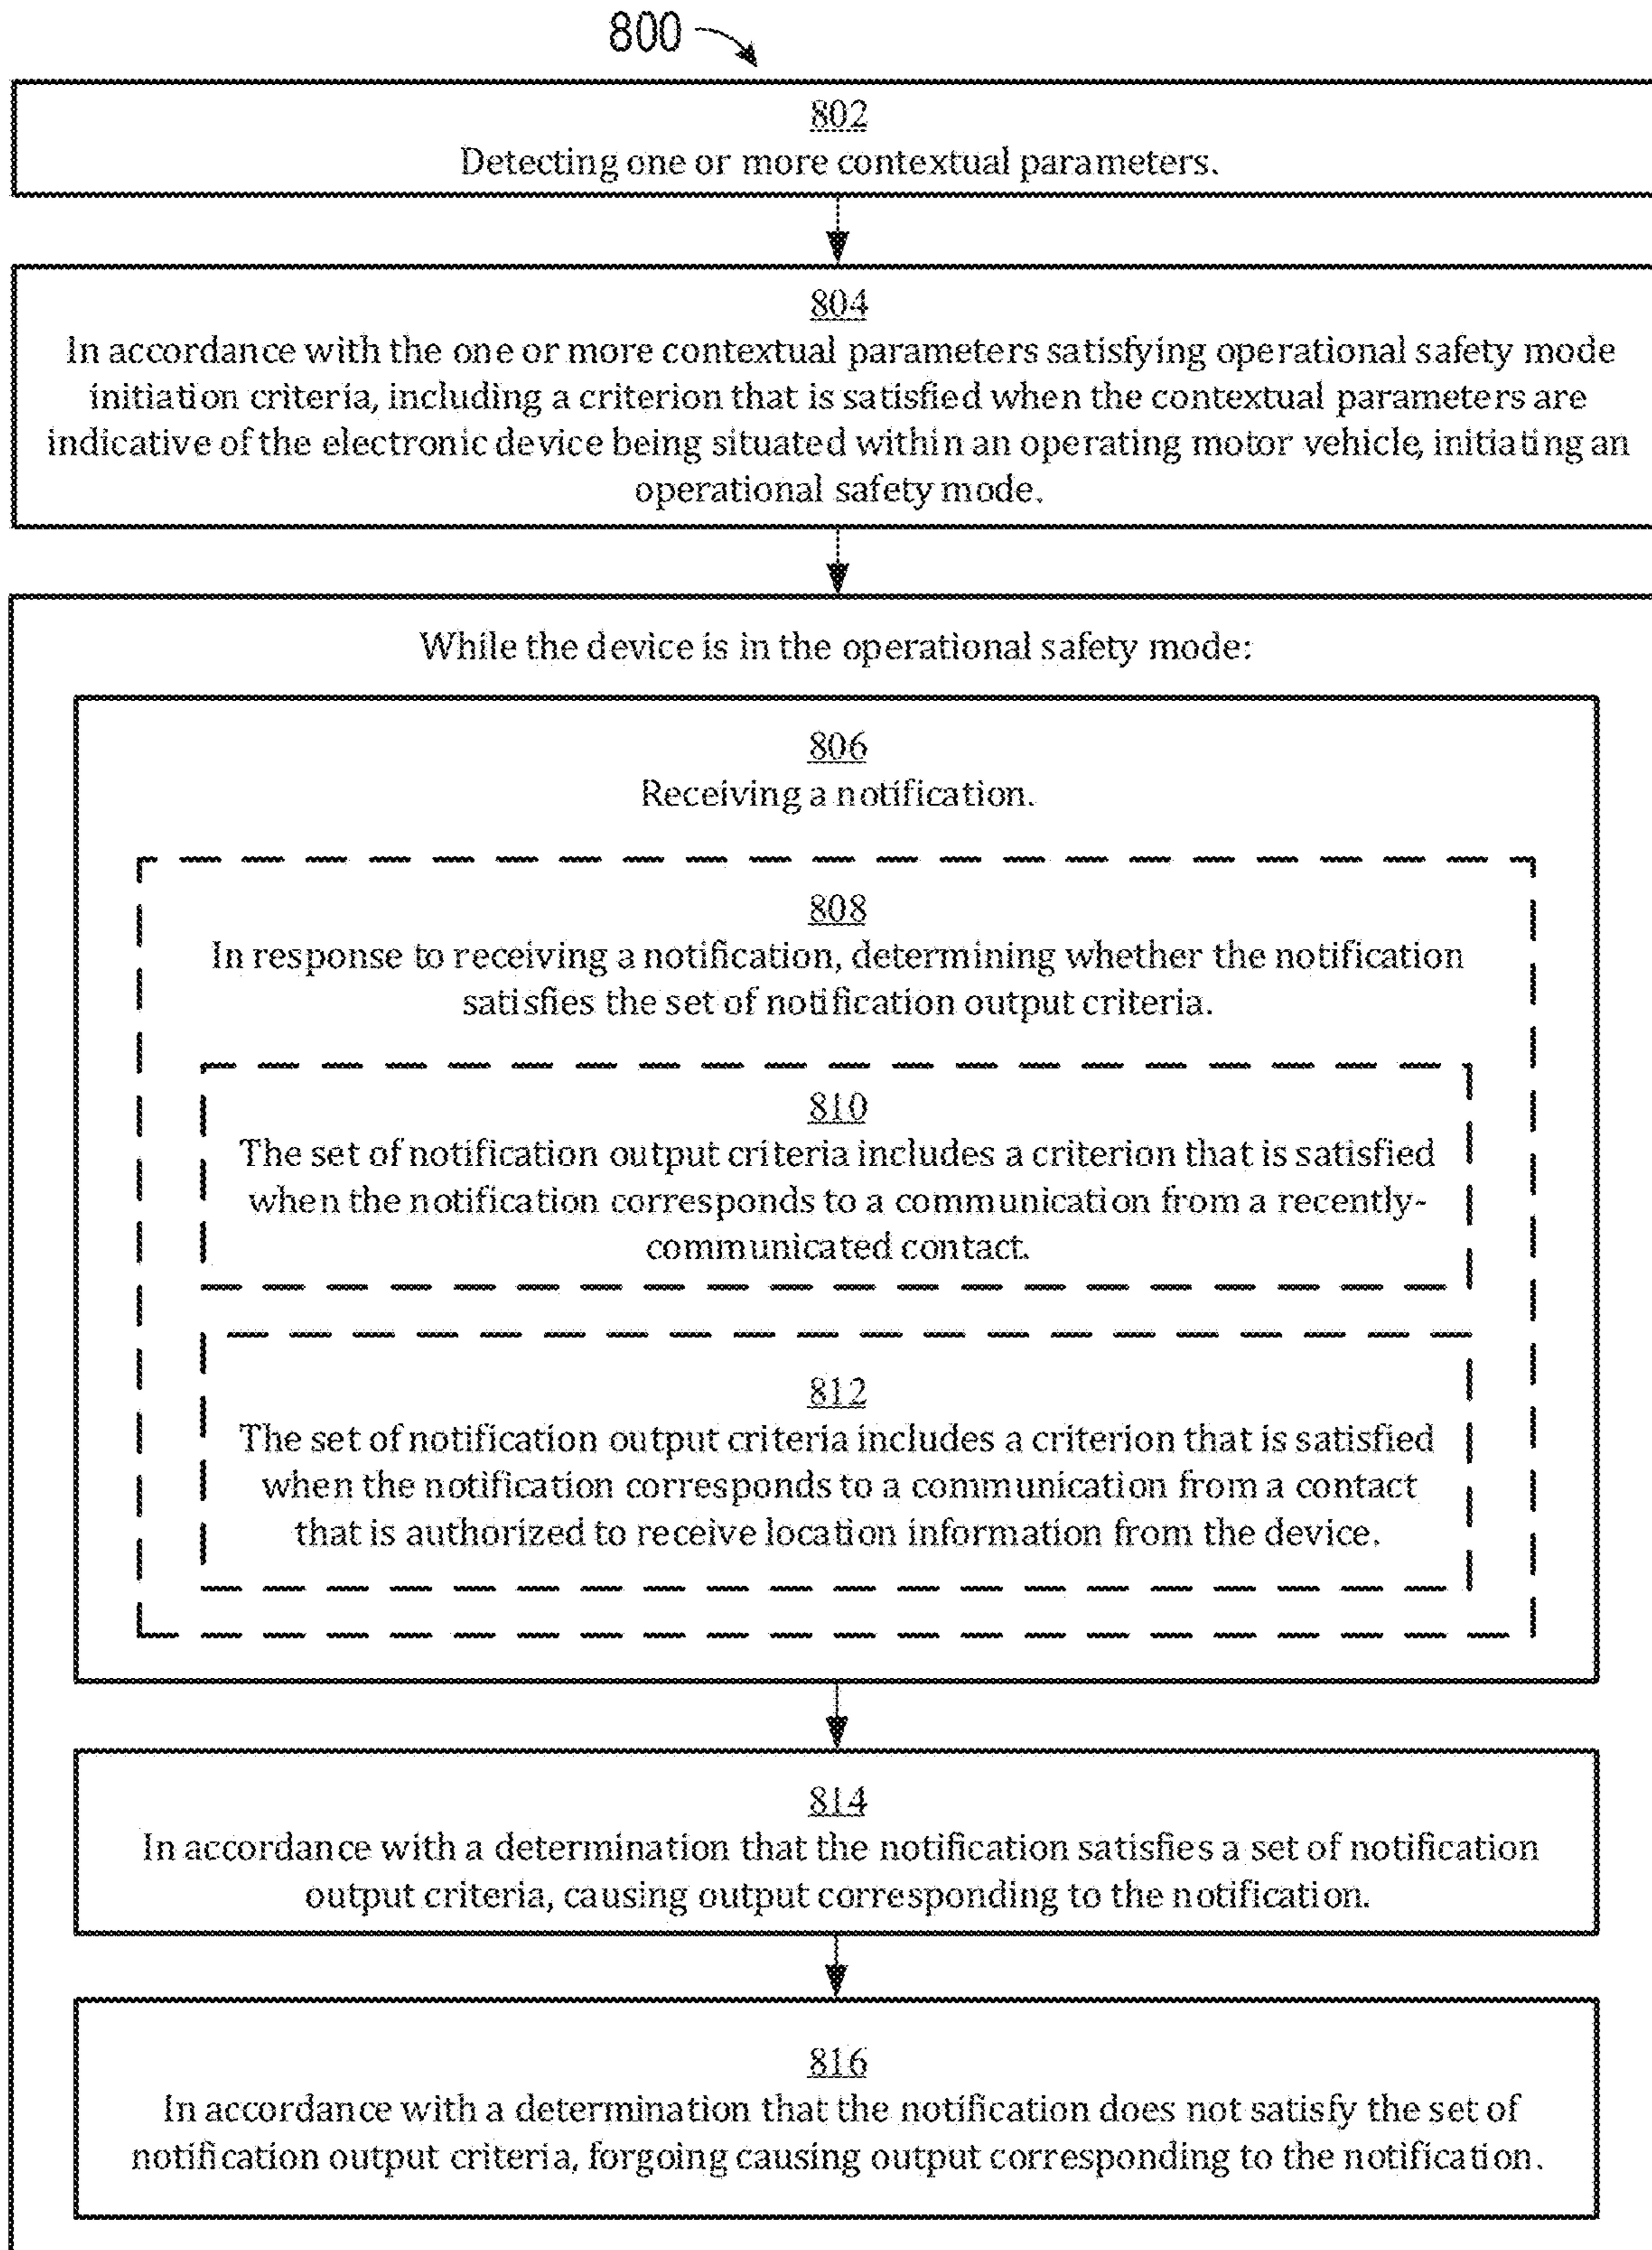 800
802
Detecting one or more contextual parameters.
804
In accordance with the one or more contextual parameters satisfying operational safety mode
initiation criteria, including a criterion that is satisfied when the contextual parameters are
indicative of the electronic device being situated within an operating motor vehicle, initiating an
operational safety mode.
While the device is in the operational safety mode:
806
Receiving a notification.
808
In response to receiving a notification, determining whether the notification
satisfies the set of notification output criteria.
810
The set of notification output criteria includes a criterion that is satisfied
when the notification corresponds to a communication from a recently-
communicated contact.
812
The set of notification output criteria includes a criterion that is satisfied
when the notification corresponds to a communication from a contact
that is authorized to receive location information from the device.
814
In accordance with a determination that the notification satisfies a set of notification
output criteria, causing output corresponding to the notification.
816
In accordance with a determination that the notification does not satisfy the set of
notification output criteria, forgoing causing output corresponding to the notification.